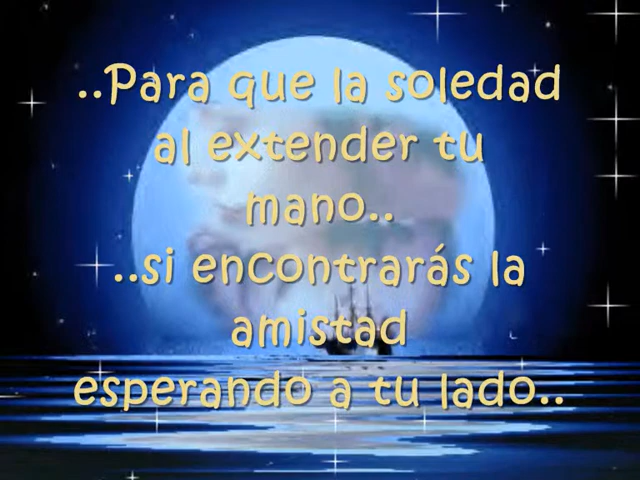 ..Para que la soledad
al extender tu
mano..
..si encontrarás la
amistad
esperando a tu lado..